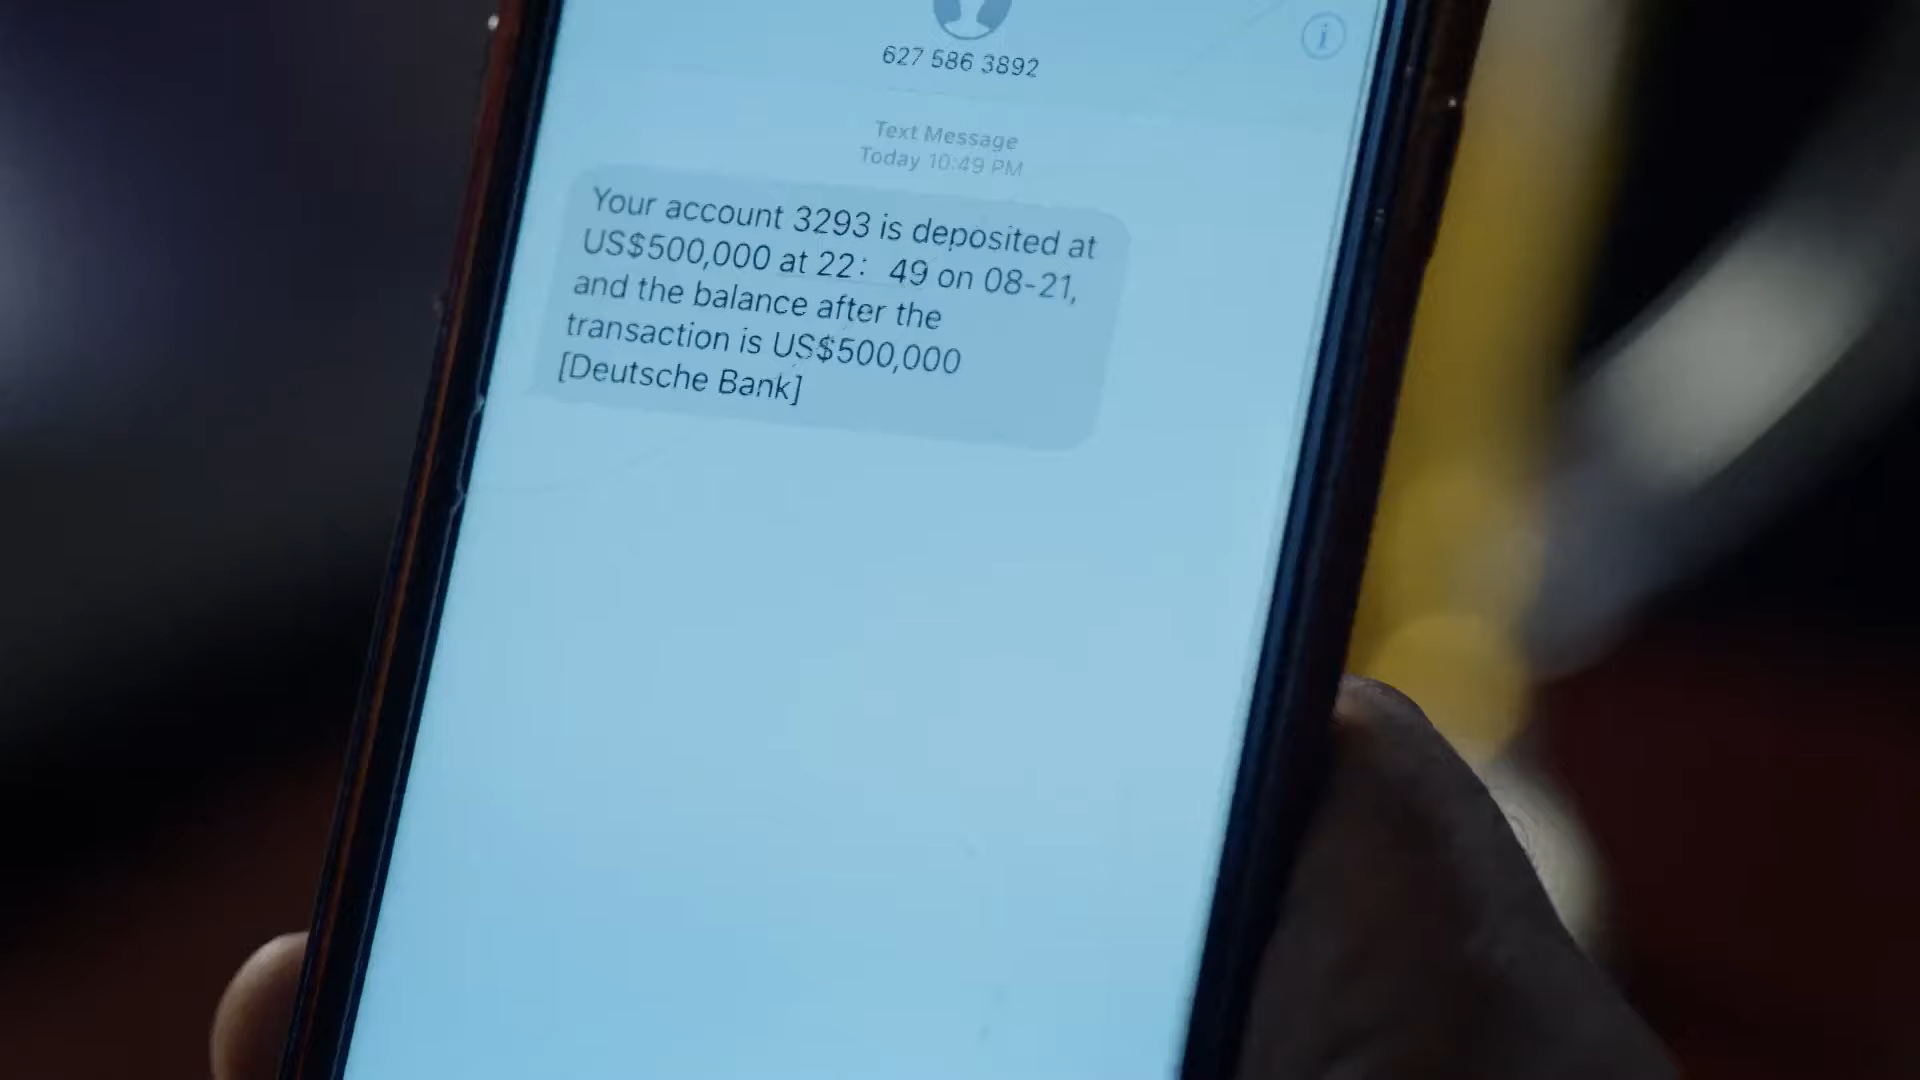 627 586 3892
Text Message
Today 10:49 PM
Your account 3293 is deposited at
US$500,000 at 22： 49 on 08-21,
and the balance after the
transaction is US$500,000
[Deutsche Bank]